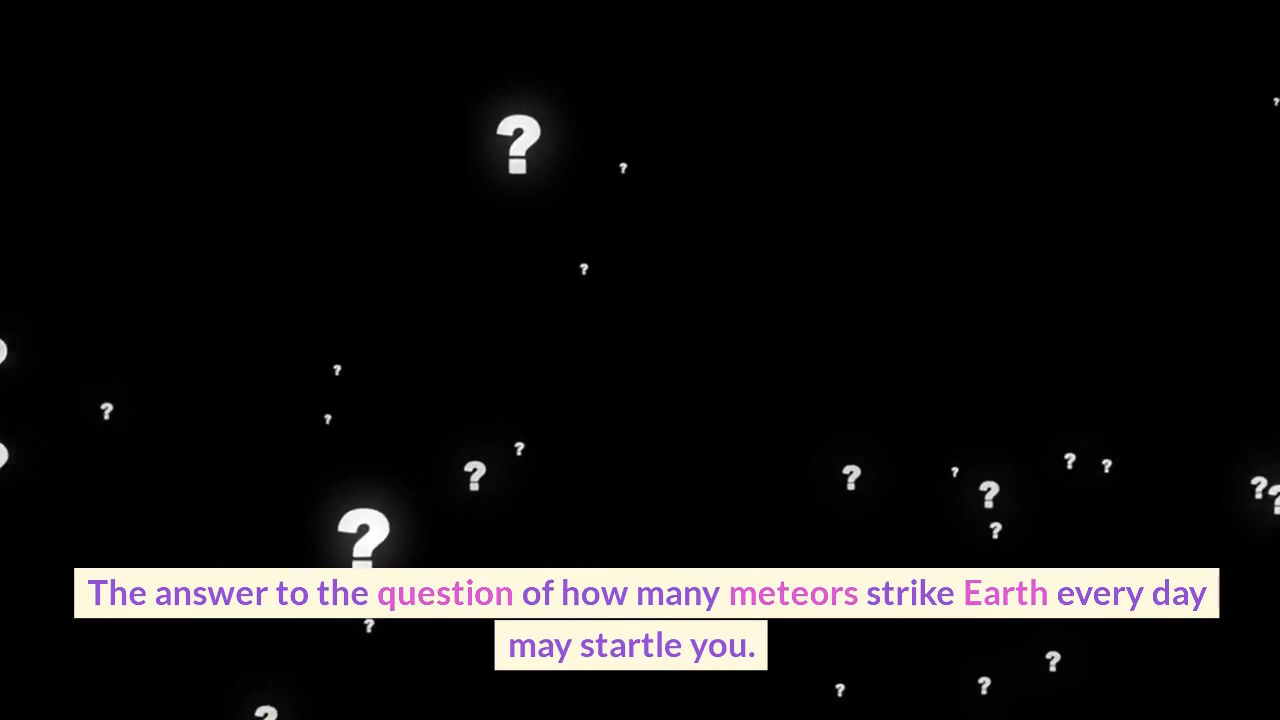 The answer to the question of how many meteors strike Earth every day
may startle you.